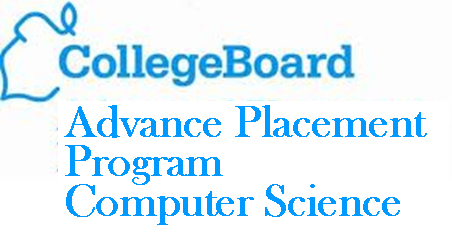 CollegeBoard
Advance Placement
Program
Computer Science